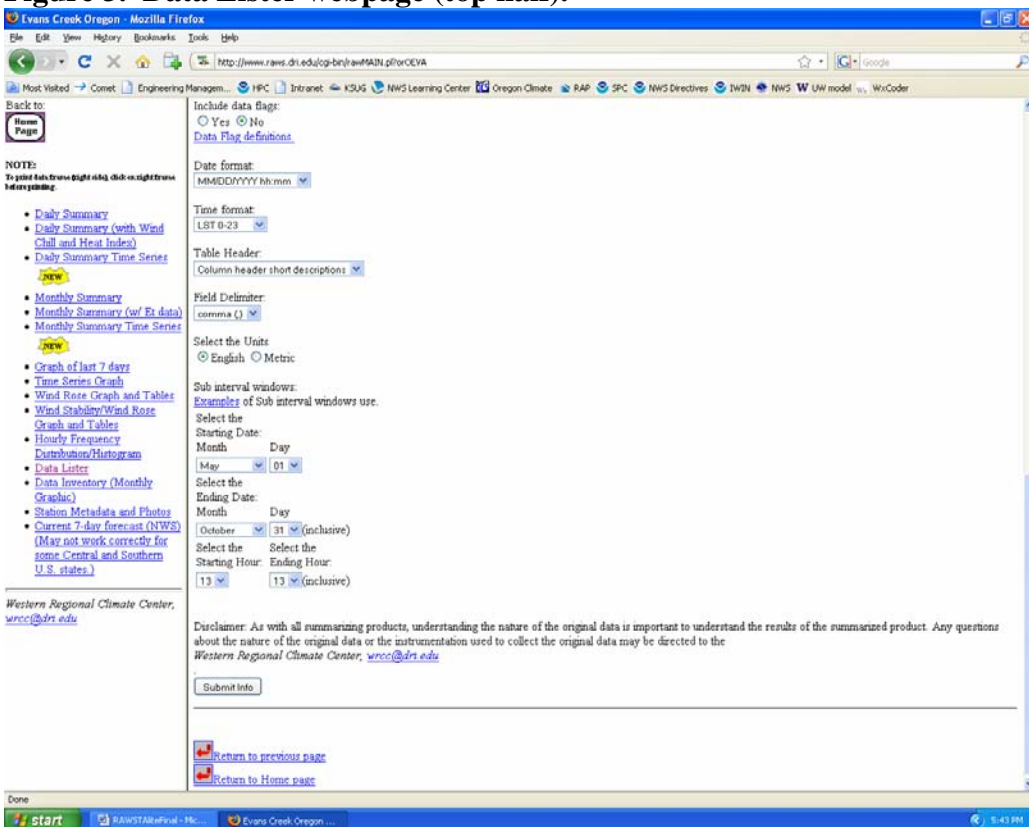 Evans Creek Oregon - Mozilla Firefox
File Edit View History Bookmarks Tools Help
http://www.raws.dri.edu/cgi-bin/rawMAIN.pl?orOEVA
Google
Most Visited Comet Engineering Managem... HPC Intranet KSUG NWS Learning Center Oregon Climate RAP SPC NWS Directives IWIN NWS W UW model WxCoder
Back to:
Home
Page
NOTE:
To print data frame (right side), click on right frame
before printing.
• Daily Summary
• Daily Summary (with Wind
Chill and Heat Index)
• Daily Summary Time Series
NEW
• Monthly Summary
• Monthly Summary (w/ Et data)
• Monthly Summary Time Series
NEW
• Graph of last 7 days
• Time Series Graph
• Wind Rose Graph and Tables
• Wind Stability/Wind Rose
Graph and Tables
• Hourly Frequency
Distribution/Histogram
• Data Lister
• Data Inventory (Monthly
Graphic)
• Station Metadata and Photos
• Current 7-day forecast (NWS)
(May not work correctly for
some Central and Southern
U.S. states.)
Western Regional Climate Center,
wrcc@dri.edu
Include data flags:
Yes No
Data Flag definitions.
Date format:
MM/DD/YYYY hh:mm
Time format:
LST 0-23
Table Header:
Column header short descriptions
Field Delimiter:
comma (,)
Select the Units
English Metric
Sub interval windows:
Examples of Sub interval windows use.
Select the
Starting Date:
Month Day
May 01
Select the
Ending Date:
Month Day
October 31 (inclusive)
Select the Select the
Starting Hour: Ending Hour:
13 13 (inclusive)
Disclaimer: As with all summarizing products, understanding the nature of the original data is important to understand the results of the summarized product. Any questions
about the nature of the original data or the instrumentation used to collect the original data may be directed to the
Western Regional Climate Center, wrcc@dri.edu
.
Submit Info
Return to previous page
Return to Home page
Done
start
Evans Creek Oregon ...
5:43 PM